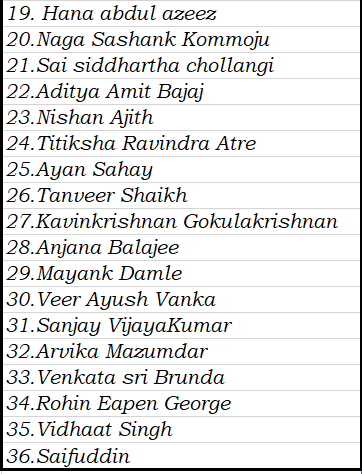 19. Hana abdul azeez
20.Naga Sashank Kommoju
21.Sai siddhartha chollangi
22.Aditya Amit Bajaj
23.Nishan Ajith
24.Titiksha Ravindra Atre
25.Ayan Sahay
26.Tanveer Shaikh
27.Kavinkrishnan Gokulakrishnan
28.Anjana Balajee
29.Mayank Damle
30.Veer Ayush Vanka
31.Sanjay VijayaKumar
32.Arvika Mazumdar
33.Venkata sri Brunda
34.Rohin Eapen George
35.Vidhaat Singh
36.Saifuddin